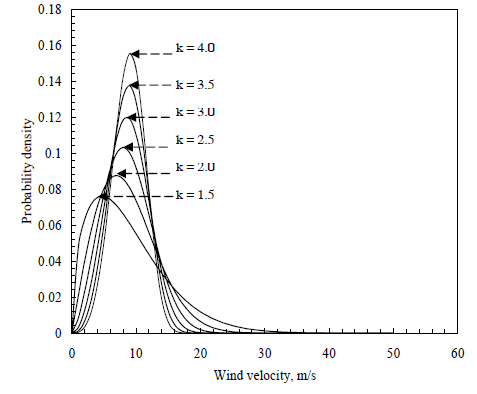 0.18
0.16
k = 4.0
0.14
k = 3.5
0.12
k = 3.0
k = 2.5
0.1
k = 2.0
0.08
k = 1.5
0.06
0.04
0.02
0
Probability density
0 10 20 30 40 50 60
Wind velocity, m/s